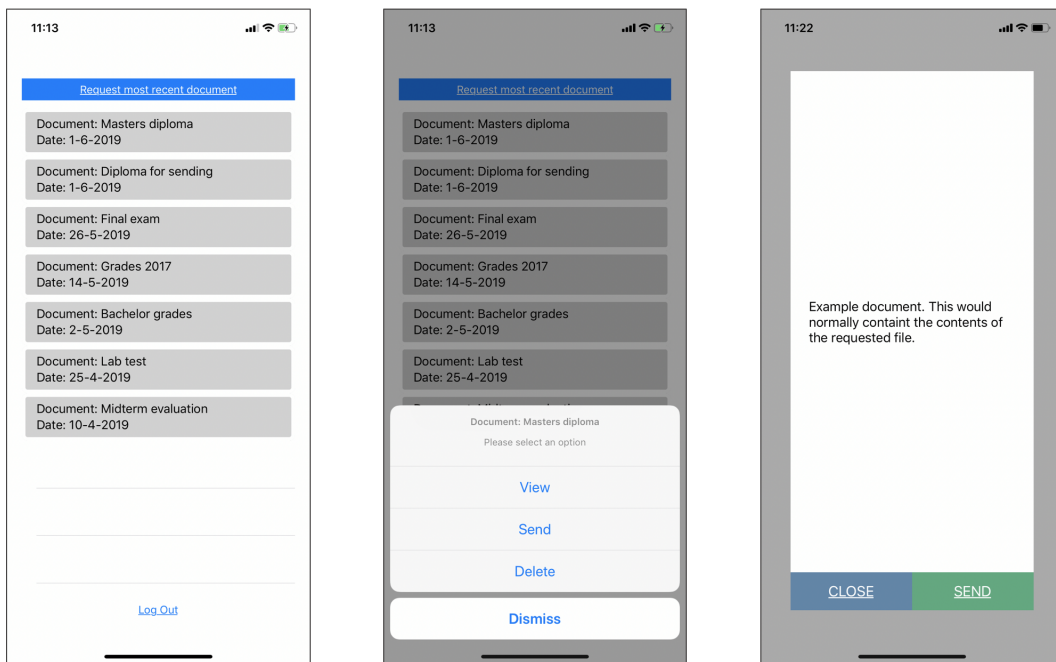 11:13
Request most recent document
Document: Masters diploma
Date: 1-6-2019
Document: Diploma for sending
Date: 1-6-2019
Document: Final exam
Date: 26-5-2019
Document: Grades 2017
Date: 14-5-2019
Document: Bachelor grades
Date: 2-5-2019
Document: Lab test
Date: 25-4-2019
Document: Midterm evaluation
Date: 10-4-2019
Log Out
11:13
Request most recent document
Document: Masters diploma
Date: 1-6-2019
Document: Diploma for sending
Date: 1-6-2019
Document: Final exam
Date: 26-5-2019
Document: Grades 2017
Date: 14-5-2019
Document: Bachelor grades
Date: 2-5-2019
Document: Lab test
Date: 25-4-2019
Document: Masters diploma
Please select an option
View
Send
Delete
Dismiss
11:22
Example document. This would
normally containt the contents of
the requested file.
CLOSE
SEND